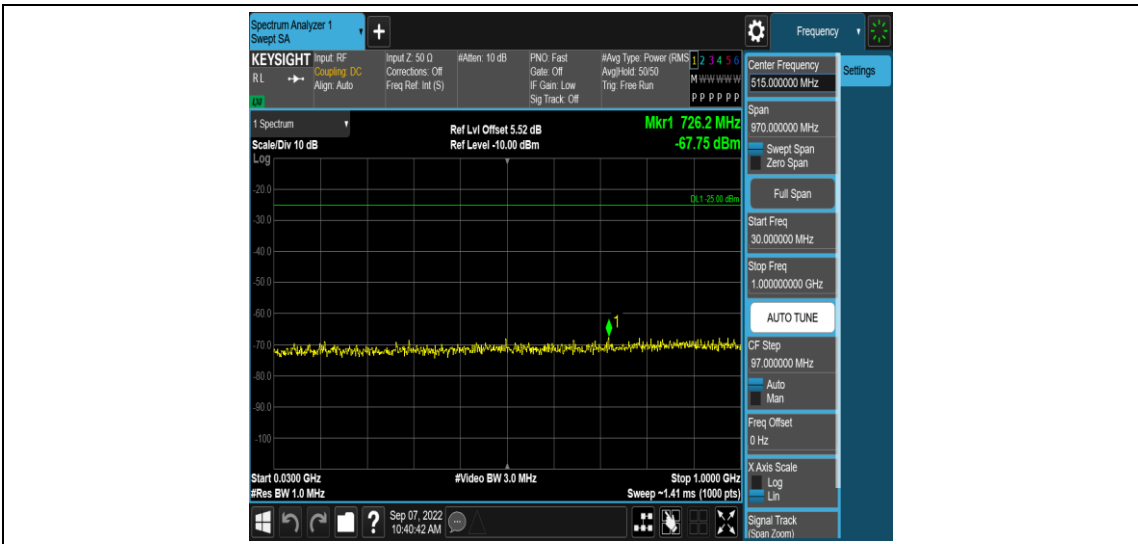 Spectrum Analyzer 1
Swept SA
+
Frequency
KEYSIGHT
RL
LNI
Input: RF
Coupling: DC
Align: Auto
Input Z: 50 Ω
Corrections: Off
Freq Ref: Int (S)
#Atten: 10 dB
PNO: Fast
Gate: Off
IF Gain: Low
Sig Track: Off
#Avg Type: Power (RMS
Avg|Hold: 50/50
Trig: Free Run
1 2 3 4 5 6
M W W W W W
P P P P P P
1 Spectrum
Scale/Div 10 dB
Log
Ref Lvl Offset 5.52 dB
Ref Level -10.00 dBm
Mkr1 726.2 MHz
-67.75 dBm
DL1 -25.00 dBm
-20.0
-30.0
-40.0
-50.0
-60.0
-70.0
-80.0
-90.0
-100
1
Start 0.0300 GHz
#Res BW 1.0 MHz
#Video BW 3.0 MHz
Stop 1.0000 GHz
Sweep ~1.41 ms (1000 pts)
Sep 07, 2022
10:40:42 AM
?
Center Frequency
515.000000 MHz
Settings
Span
970.000000 MHz
Swept Span
Zero Span
Full Span
Start Freq
30.000000 MHz
Stop Freq
1.000000000 GHz
AUTO TUNE
CF Step
97.000000 MHz
Auto
Man
Freq Offset
0 Hz
X Axis Scale
Log
Lin
Signal Track
(Span Zoom)